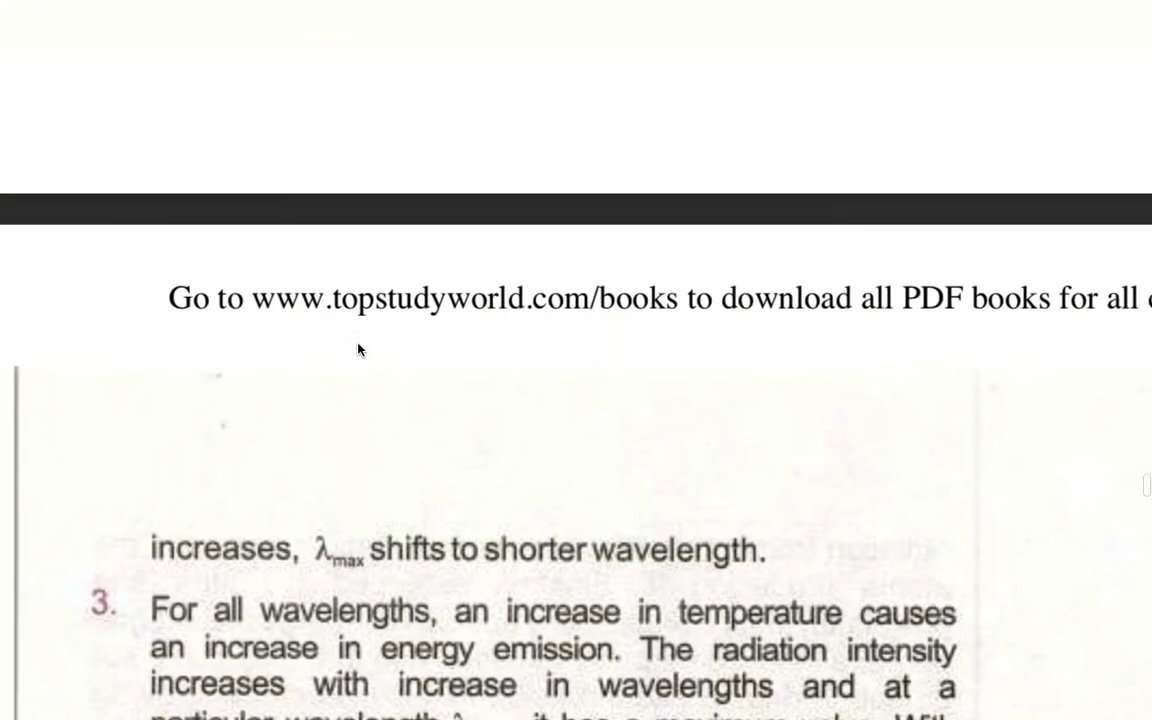 Go to www.topstudyworld.com/books to download all PDF books for all
increases, λmax shifts to shorter wavelength.
3. For all wavelengths, an increase in temperature causes
an increase in energy emission. The radiation intensity
increases with increase in wavelengths and at a